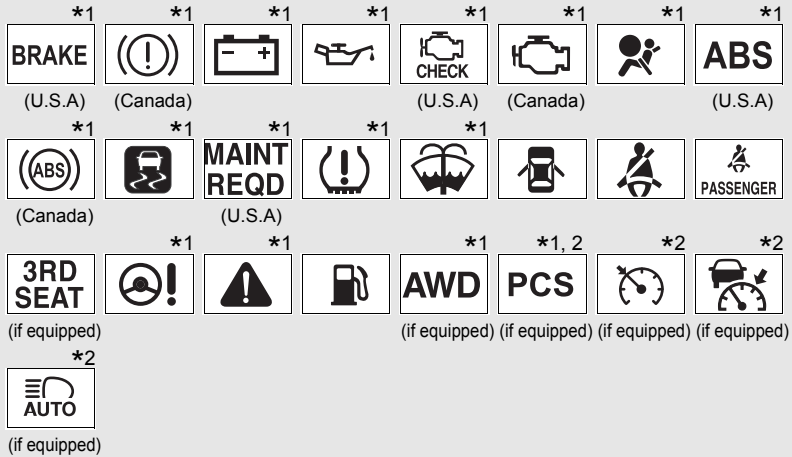 *1 *1 *1 *1 *1 *1 *1 *1
BRAKE (!) - + CHECK ABS
(U.S.A) (Canada) (U.S.A) (Canada) (U.S.A)
*1 *1 *1 *1 *1
(ABS) MAINT REQD (!) PASSENGER
(Canada) (U.S.A)
*1 *1 *1 *1, 2 *2 *2
3RD SEAT ! ! AWD PCS
(if equipped) (if equipped) (if equipped) (if equipped) (if equipped)
*2
AUTO
(if equipped)